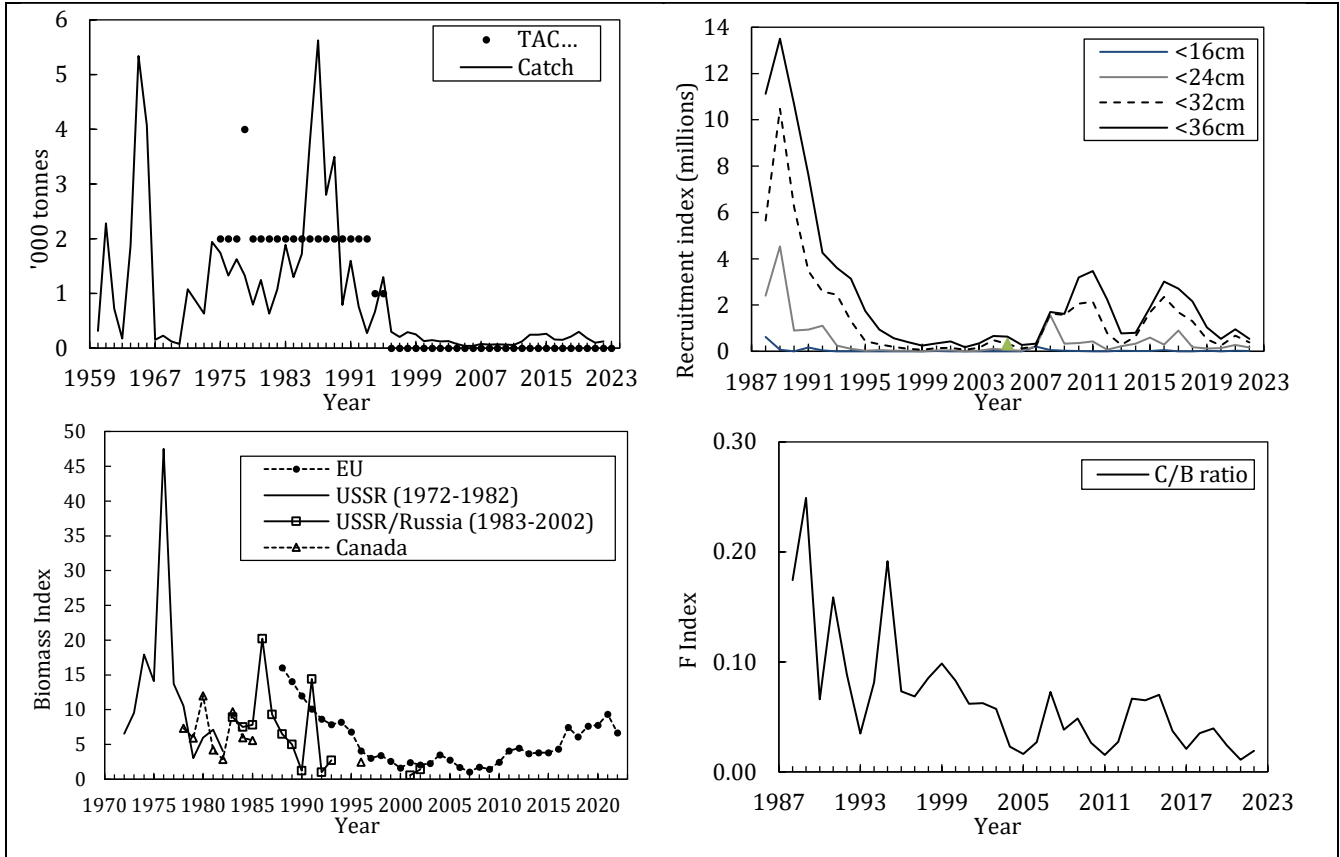 6
5
4
3
2
1
0
'000 tonnes
TAC...
Catch
1959 1967 1975 1983 1991 1999 2007 2015 2023
Year
14
12
10
8
6
4
2
0
Recruitment index (millions)
<16cm
<24cm
<32cm
<36cm
1987 1991 1995 1999 2003 2007 2011 2015 2019 2023
Year
50
45
40
35
30
25
20
15
10
5
0
Biomass Index
EU
USSR (1972-1982)
USSR/Russia (1983-2002)
Canada
1970 1975 1980 1985 1990 1995 2000 2005 2010 2015 2020
Year
0.30
0.20
0.10
0.00
F Index
C/B ratio
1987 1993 1999 2005 2011 2017 2023
Year